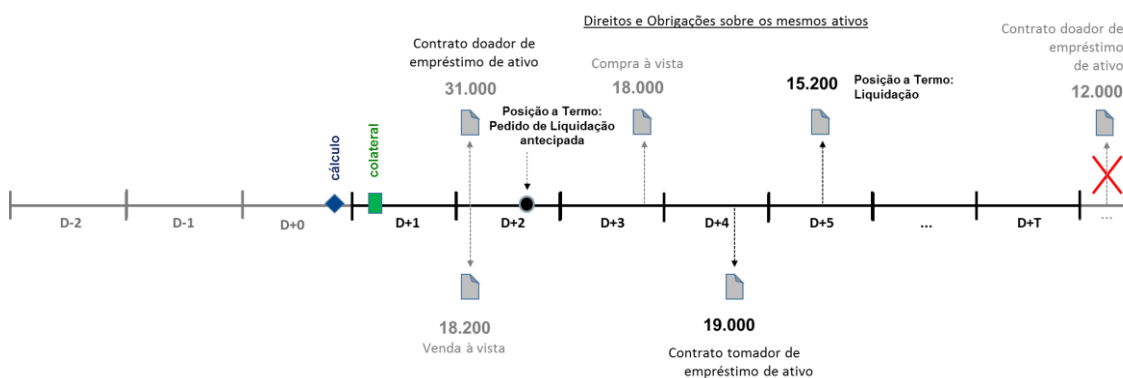 Direitos e Obrigações sobre os mesmos ativos
Contrato doador de
empréstimo de ativo
31.000
Posição a Termo:
Pedido de Liquidação
antecipada
Compra à vista
18.000
15.200
Posição a Termo:
Liquidação
Contrato doador de
empréstimo
de ativo
12.000
cálculo
colateral
D-2
D-1
D+0
D+1
D+2
D+3
D+4
D+5
...
D+T
...
18.200
Venda à vista
19.000
Contrato tomador de
empréstimo de ativo